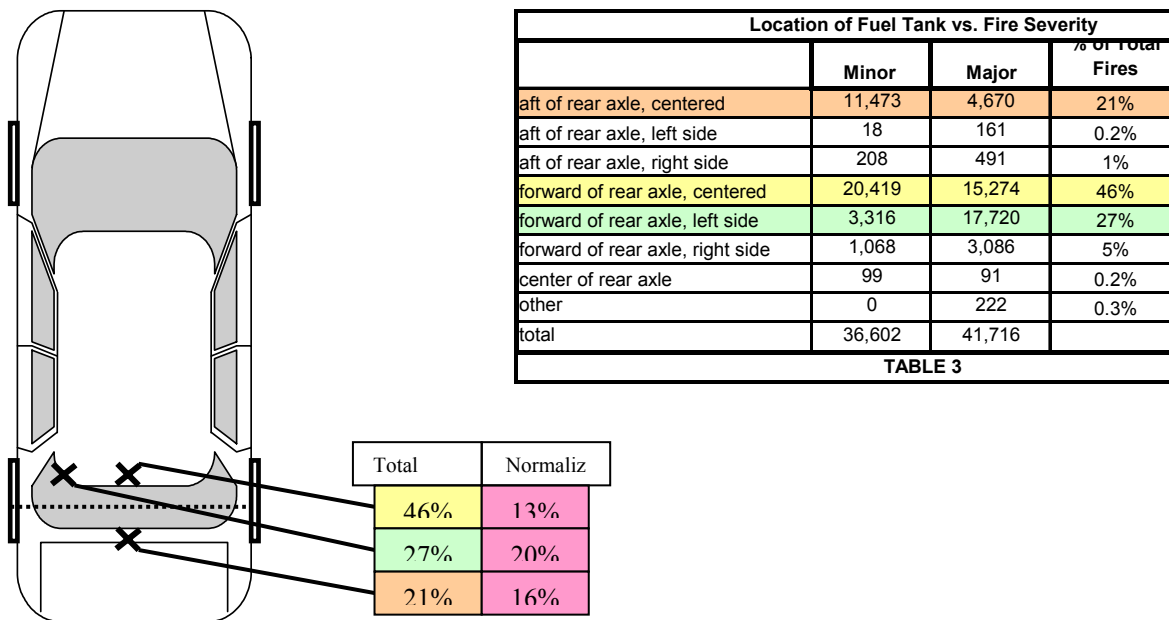 Location of Fuel Tank vs. Fire Severity
Minor Major % of Total Fires
aft of rear axle, centered 11,473 4,670 21%
aft of rear axle, left side 18 161 0.2%
aft of rear axle, right side 208 491 1%
forward of rear axle, centered 20,419 15,274 46%
forward of rear axle, left side 3,316 17,720 27%
forward of rear axle, right side 1,068 3,086 5%
center of rear axle 99 91 0.2%
other 0 222 0.3%
total 36,602 41,716
TABLE 3
Total Normaliz
46% 13%
27% 20%
21% 16%